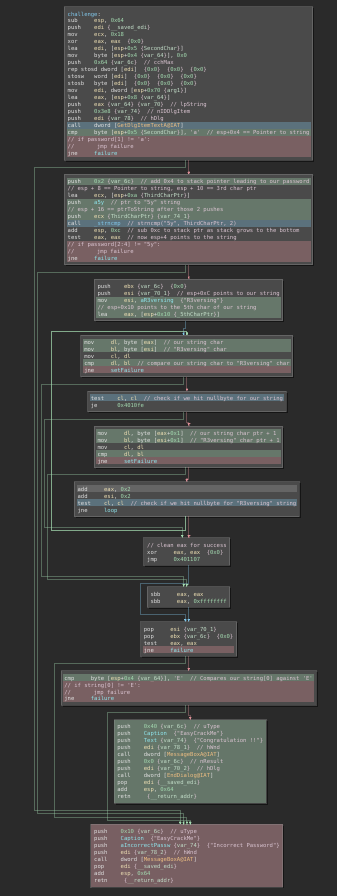 challenge:
sub esp, 0x64
push edi {__saved_edi}
mov ecx, 0x18
xor eax, eax {0x0}
lea edi, [esp+0x5 {SecondChar}]
mov byte [esp+0x4 {var_64}], 0x0
push 0x64 {var_6c} // cchMax
rep stosd dword [edi] {0x0} {0x0} {0x0}
stosw word [edi] {0x0} {0x0} {0x0}
stosb byte [edi] {0x0} {0x0} {0x0}
mov edi, dword [esp+0x70 {arg1}]
lea eax, [esp+0x8 {var_64}]
push eax {var_64} {var_70} // lpString
push 0x3e8 {var_74} // nIDDlgItem
push edi {var_78} // hDlg
call dword [GetDlgItemTextA@IAT]
cmp byte [esp+0x5 {SecondChar}], 'a' // esp+0x4 == Pointer to string
// if password[1] != 'a':
// jmp failure
jne failure
push 0x2 {var_6c} // add 0x4 to stack pointer leading to our password
// esp + 8 == Pointer to string, esp + 10 == 3rd char ptr
lea ecx, [esp+0xa {ThirdCharPtr}]
push a5y // ptr to "5y" string
// esp + 16 == ptrToString after those 2 pushes
push ecx {ThirdCharPtr} {var_74_1}
call _strncmp // strncmp("5y", ThirdCharPtr, 2)
add esp, 0xc // sub 0xc to stack ptr as stack grows to the bottom
test eax, eax // now esp+4 points to the string
// if password[2:4] != "5y":
// jmp failure
jne failure
push ebx {var_6c} {0x0}
push esi {var_70_1} // esp+0xC points to our string
mov esi, aR3versing {"R3versing"}
// esp+0x10 points to the 5th char of our string
lea eax, [esp+0x10 {_5thCharPtr}]
mov dl, byte [eax] // our string char
mov bl, byte [esi] // "R3versing" char
mov cl, dl
cmp dl, bl // compare our string char to "R3versing" char
jne setFailure
test cl, cl // check if we hit nullbyte for our string
je 0x4010fe
mov dl, byte [eax+0x1] // our string char ptr + 1
mov bl, byte [esi+0x1] // "R3versing" char ptr + 1
mov cl, dl
cmp dl, bl
jne setFailure
add eax, 0x2
add esi, 0x2
test cl, cl // check if we hit nullbyte for "R3versing" string
jne loop
// clean eax for success
xor eax, eax {0x0}
jmp 0x401107
sbb eax, eax
sbb eax, 0xffffffff
pop esi {var_70_1}
pop ebx {var_6c} {0x0}
test eax, eax
jne failure
cmp byte [esp+0x4 {var_64}], 'E' // Compares our string[0] against 'E'
// if string[0] != 'E':
// jmp failure
jne failure
push 0x40 {var_6c} // uType
push Caption {"EasyCrackMe"}
push Text {var_74} {"Congratulation !!"}
push edi {var_78_1} // hWnd
call dword [MessageBoxA@IAT]
push 0x0 {var_6c} // nResult
push edi {var_70_2} // hDlg
call dword [EndDialog@IAT]
pop edi {__saved_edi}
add esp, 0x64
retn {__return_addr}
push 0x10 {var_6c} // uType
push Caption {"EasyCrackMe"}
push aIncorrectPassw {var_74} {"Incorrect Password"}
push edi {var_78_2} // hWnd
call dword [MessageBoxA@IAT]
pop edi {__saved_edi}
add esp, 0x64
retn {__return_addr}